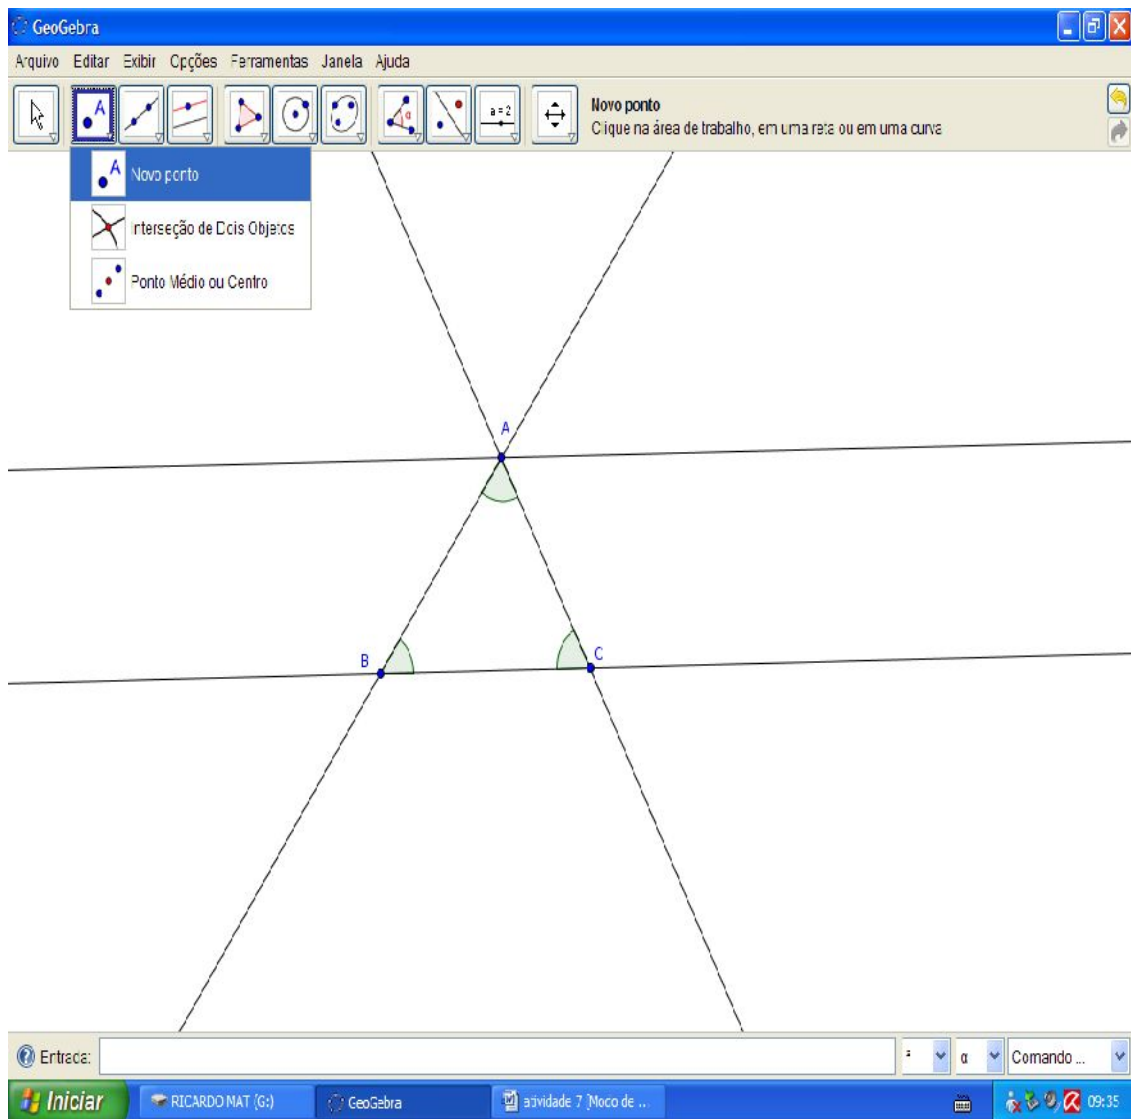 GeoGebra
Arquivo Editar Exibir Opções Ferramentas Janela Ajuda
A
α
a = 2
Novo ponto
Clique na área de trabalho, em uma reta ou em uma curva
A Novo ponto
Interseção de Dois Objetos
Ponto Médio ou Centro
A
B
C
Entrada:
α
Comando ...
Iniciar
RICARDO MAT (G:)
GeoGebra
atividade 7 [Modo de ...
09:35